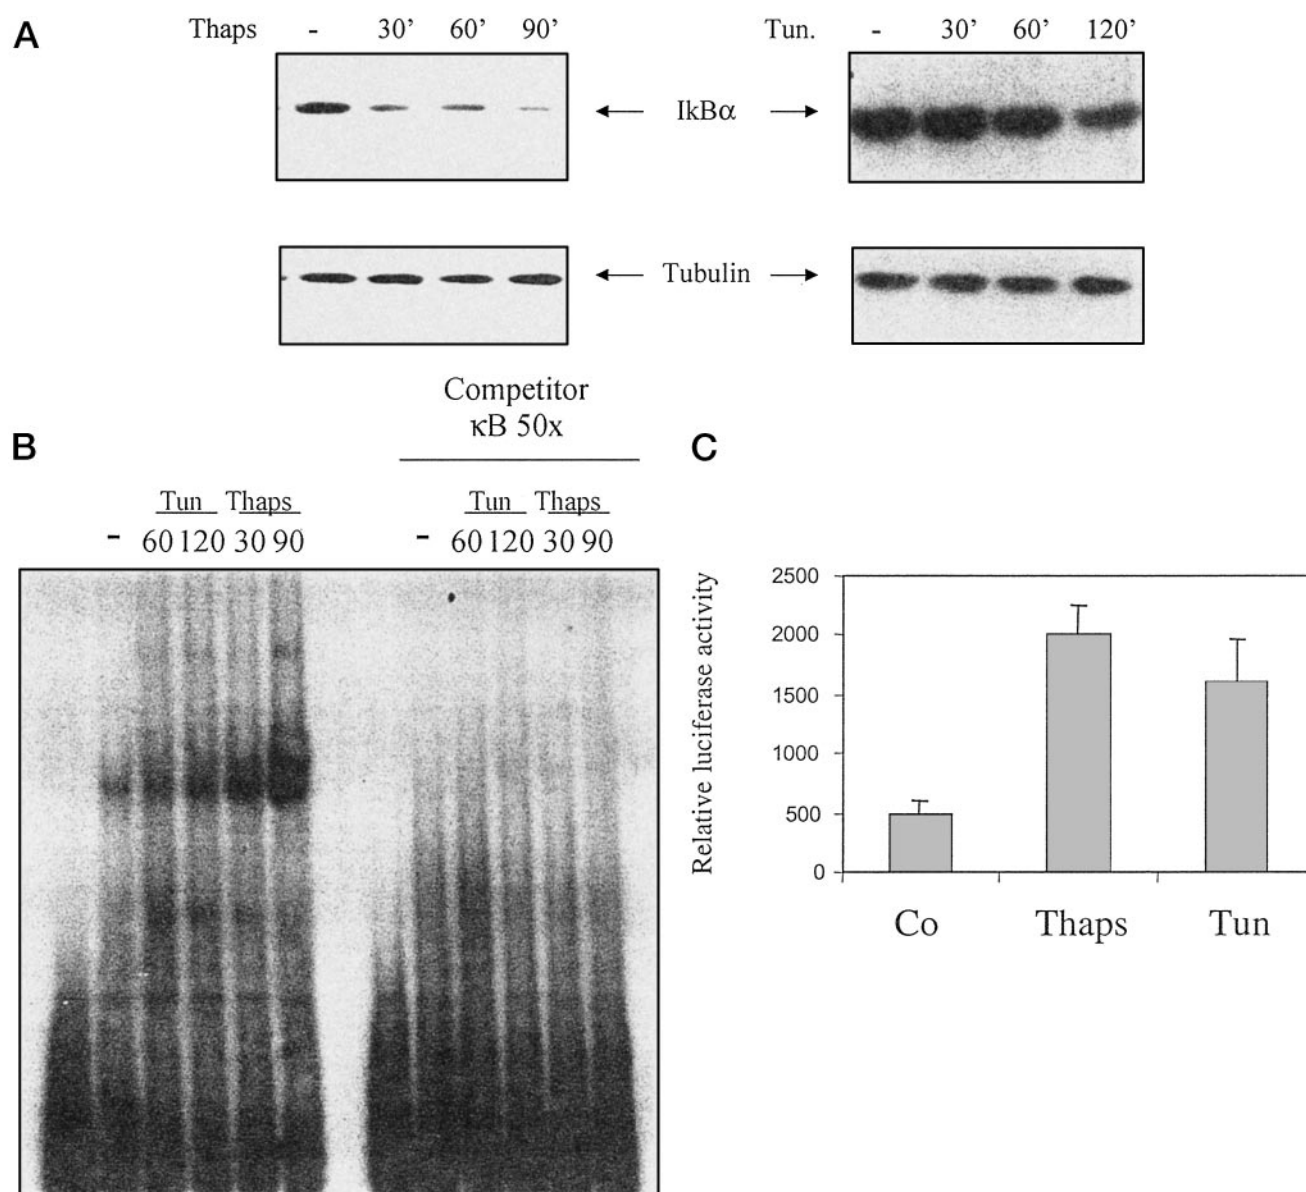 A
Thaps - 30’ 60’ 90’
Tun. - 30’ 60’ 120’
IkBα
Tubulin
Competitor
κB 50x
B
Tun Thaps
- 60 120 30 90
Tun Thaps
- 60 120 30 90
C
Relative luciferase activity
2500
2000
1500
1000
500
0
Co Thaps Tun